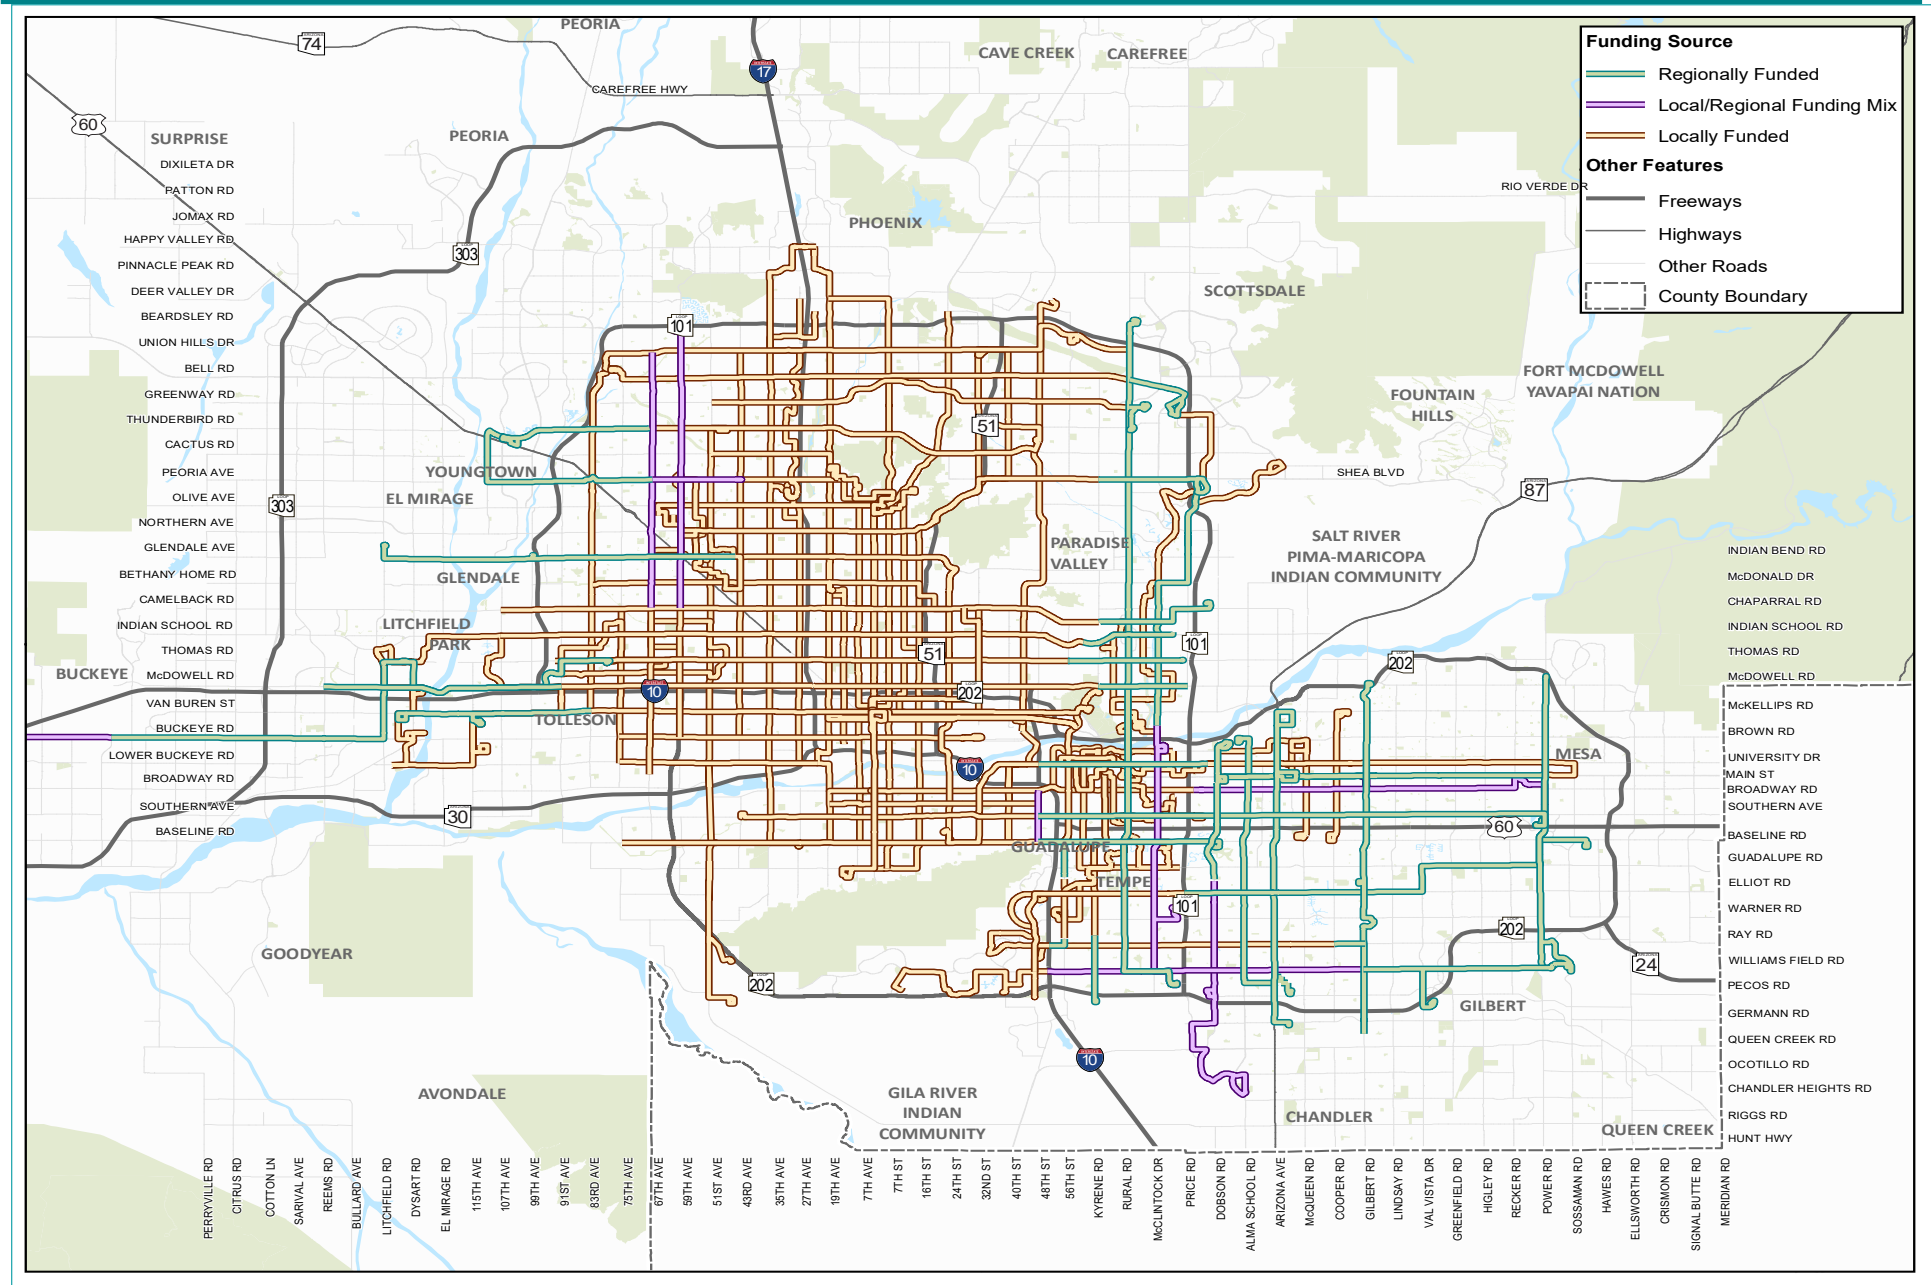 Funding Source
Regionally Funded
Local/Regional Funding Mix
Locally Funded
Other Features
Freeways
Highways
Other Roads
County Boundary
PEORIA
CAVE CREEK
CAREFREE
74
17
CAREFREE HWY
60
SURPRISE
PEORIA
PHOENIX
RIO VERDE DR
303
SCOTTSDALE
101
FORT MCDOWELL
YAVAPAI NATION
FOUNTAIN
HILLS
51
YOUNGTOWN
SHEA BLVD
EL MIRAGE
87
303
SALT RIVER
PIMA-MARICOPA
INDIAN COMMUNITY
PARADISE
VALLEY
GLENDALE
LITCHFIELD
PARK
51
101
202
BUCKEYE
10
202
TOLLESON
MESA
10
30
60
GUADALUPE
TEMPE
101
202
GOODYEAR
24
202
GILBERT
10
AVONDALE
GILA RIVER
INDIAN
COMMUNITY
CHANDLER
QUEEN CREEK
DIXILETA DR
PATTON RD
JOMAX RD
HAPPY VALLEY RD
PINNACLE PEAK RD
DEER VALLEY DR
BEARDSLEY RD
UNION HILLS DR
BELL RD
GREENWAY RD
THUNDERBIRD RD
CACTUS RD
PEORIA AVE
OLIVE AVE
NORTHERN AVE
GLENDALE AVE
BETHANY HOME RD
CAMELBACK RD
INDIAN SCHOOL RD
THOMAS RD
McDOWELL RD
VAN BUREN ST
BUCKEYE RD
LOWER BUCKEYE RD
BROADWAY RD
SOUTHERN AVE
BASELINE RD
INDIAN BEND RD
McDONALD DR
CHAPARRAL RD
INDIAN SCHOOL RD
THOMAS RD
McDOWELL RD
McKELLIPS RD
BROWN RD
UNIVERSITY DR
MAIN ST
BROADWAY RD
SOUTHERN AVE
BASELINE RD
GUADALUPE RD
ELLIOT RD
WARNER RD
RAY RD
WILLIAMS FIELD RD
PECOS RD
GERMANN RD
QUEEN CREEK RD
OCOTILLO RD
CHANDLER HEIGHTS RD
RIGGS RD
HUNT HWY
PERRYVILLE RD
CITRUS RD
COTTON LN
SARIVAL AVE
REEMS RD
BULLARD AVE
LITCHFIELD RD
DYSART RD
EL MIRAGE RD
115TH AVE
107TH AVE
99TH AVE
91ST AVE
83RD AVE
75TH AVE
67TH AVE
59TH AVE
51ST AVE
43RD AVE
35TH AVE
27TH AVE
19TH AVE
7TH AVE
7TH ST
16TH ST
24TH ST
32ND ST
40TH ST
48TH ST
56TH ST
KYRENE RD
RURAL RD
McCLINTOCK DR
PRICE RD
DOBSON RD
ALMA SCHOOL RD
ARIZONA AVE
McQUEEN RD
COOPER RD
GILBERT RD
LINDSAY RD
VAL VISTA DR
GREENFIELD RD
HIGLEY RD
RECKER RD
POWER RD
SOSSAMAN RD
HAWES RD
ELLSWORTH RD
CRISMON RD
SIGNAL BUTTE RD
MERIDIAN RD